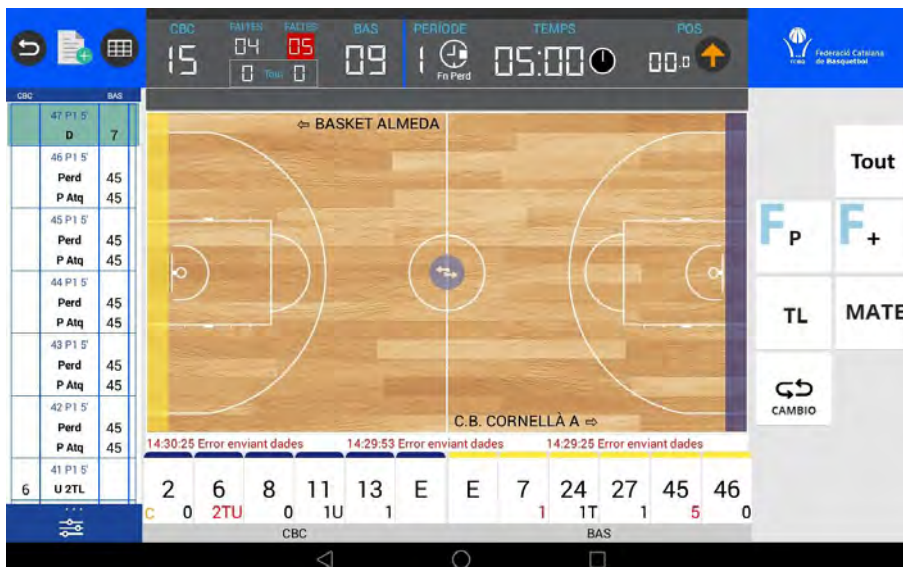 CBC FALTES FALTES BAS PERÍODE TEMPS POS
15 04 05 09 1 Fn Perd 05:00 00.0
0 Tout 0
FCBQ Federació Catalana
de Basquetbol
CBC BAS
47 P1 5'
D 7
46 P1 5'
Perd 45
P Atq 45
45 P1 5'
Perd 45
P Atq 45
44 P1 5'
Perd 45
P Atq 45
43 P1 5'
Perd 45
P Atq 45
42 P1 5'
Perd 45
P Atq 45
41 P1 5'
6 U 2TL
⇦ BASKET ALMEDA
C.B. CORNELLÀ A ⇨
14:30:25 Error enviant dades 14:29:53 Error enviant dades 14:29:25 Error enviant dades
2 6 8 11 13 E E 7 24 27 45 46
C 0 2TU 0 1U 1 1 1T 1 5 0
CBC BAS
Tout
F P F +
TL MATE
CAMBIO